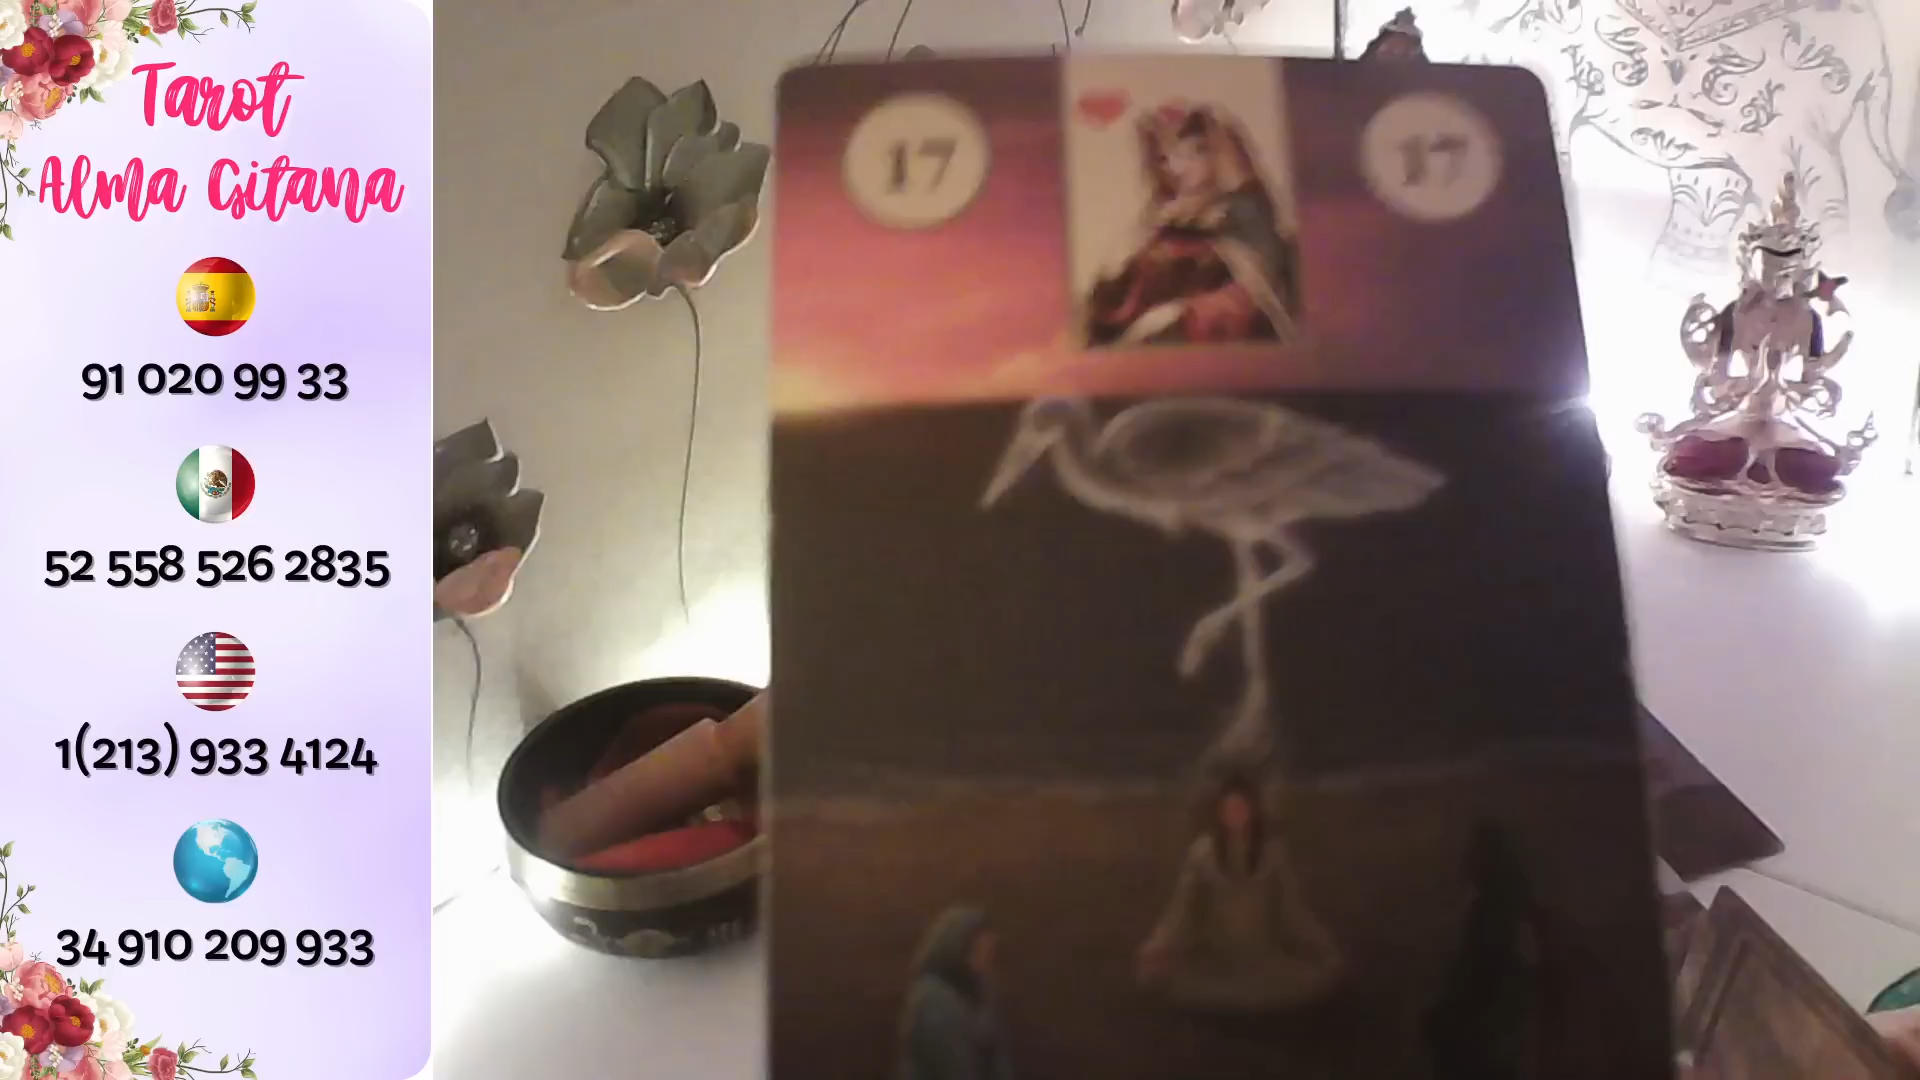 Tarot
Alma Gitana
91 020 99 33
52 558 526 2835
1(213) 933 4124
34 910 209 933
17
17